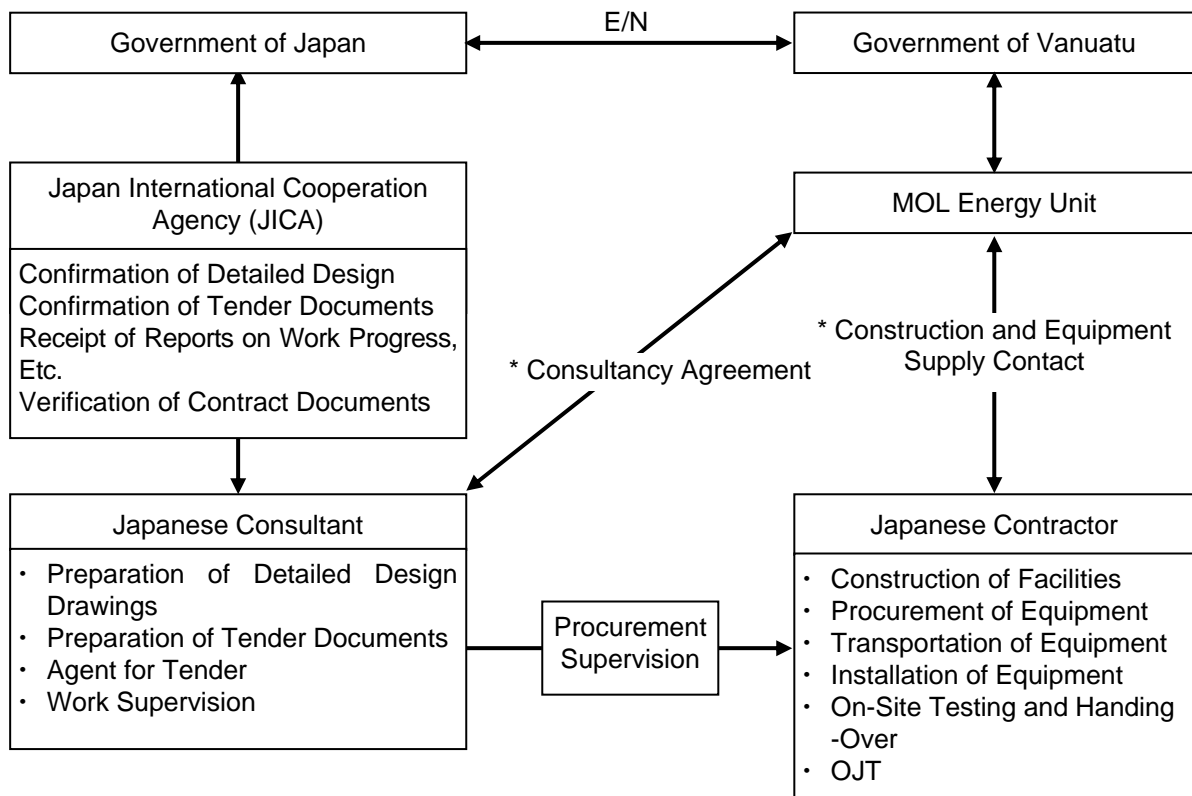 E/N
Government of Japan
Government of Vanuatu
Japan International Cooperation
Agency (JICA)
Confirmation of Detailed Design
Confirmation of Tender Documents
Receipt of Reports on Work Progress,
Etc.
Verification of Contract Documents
MOL Energy Unit
* Consultancy Agreement
* Construction and Equipment
Supply Contact
Japanese Consultant
・ Preparation of Detailed Design
Drawings
・ Preparation of Tender Documents
・ Agent for Tender
・ Work Supervision
Procurement
Supervision
Japanese Contractor
・ Construction of Facilities
・ Procurement of Equipment
・ Transportation of Equipment
・ Installation of Equipment
・ On-Site Testing and Handing
-Over
・ OJT